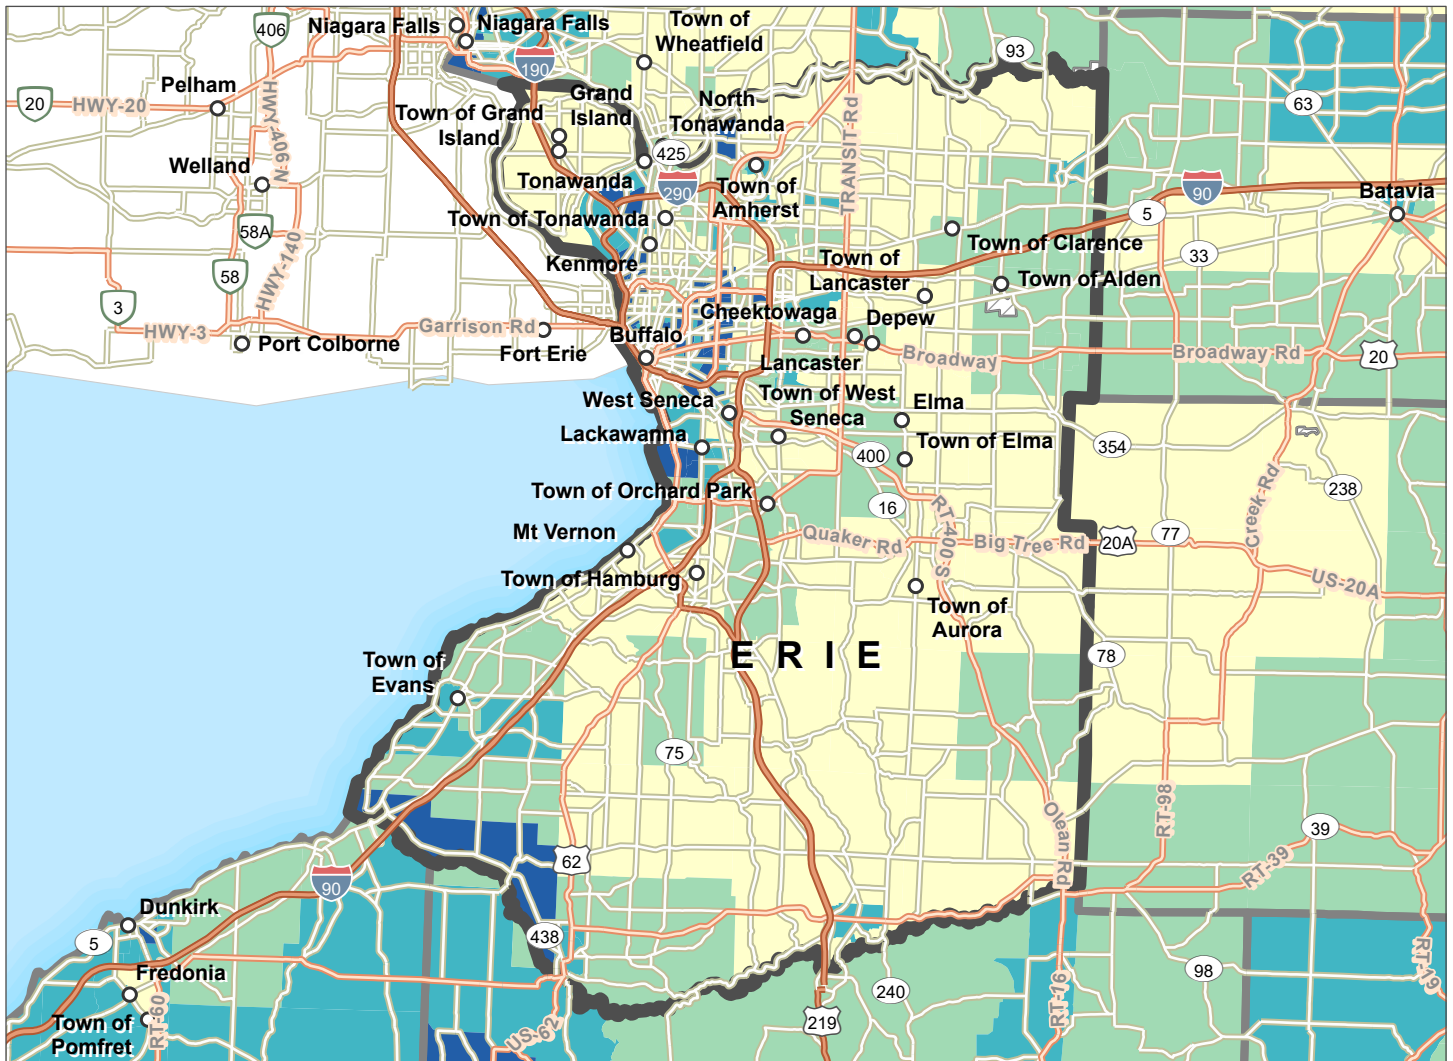 406
Niagara Falls
Niagara Falls
Town of
Wheatfield
93
190
20
HWY-20
Pelham
HWY-406-N
Town of Grand
Island
Grand
Island
North
Tonawanda
TRANSIT Rd
63
Welland
425
Tonawanda
290
Town of
Amherst
90
Batavia
5
Town of Tonawanda
58A
Kenmore
Town of Clarence
33
58
HWY-140
Town of
Lancaster
Town of Alden
3
HWY-3
Garrison Rd
Port Colborne
Fort Erie
Buffalo
Cheektowaga
Depew
Lancaster
Broadway
Broadway Rd
20
West Seneca
Town of West
Seneca
Elma
Lackawanna
Town of Elma
400
354
238
Town of Orchard Park
16
RT-400 S
Creek Rd
Mt Vernon
Quaker Rd
Big Tree Rd
20A
77
Town of Hamburg
US-20A
Town of
Aurora
ERIE
78
Town of
Evans
75
Olean Rd
RT-98
39
62
RT-39
90
Dunkirk
5
438
Fredonia
RT-60
Town of
Pomfret
US-62
219
240
RT-16
98
RT-19